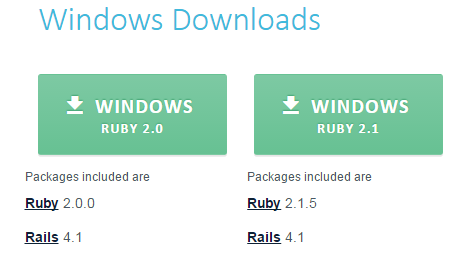 Windows Downloads
WINDOWS
RUBY 2.0
Packages included are
Ruby 2.0.0
Rails 4.1
WINDOWS
RUBY 2.1
Packages included are
Ruby 2.1.5
Rails 4.1